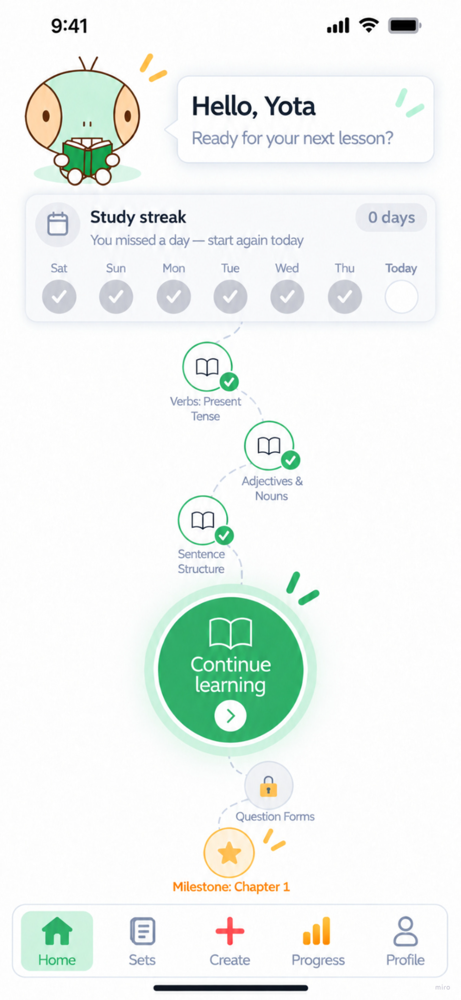 9:41
Hello, Yota
Ready for your next lesson?
Study streak
0 days
You missed a day — start again today
Sat Sun Mon Tue Wed Thu Today
Verbs: Present
Tense
Adjectives &
Nouns
Sentence
Structure
Continue
learning
Question Forms
Milestone: Chapter 1
Home Sets Create Progress Profile
miro